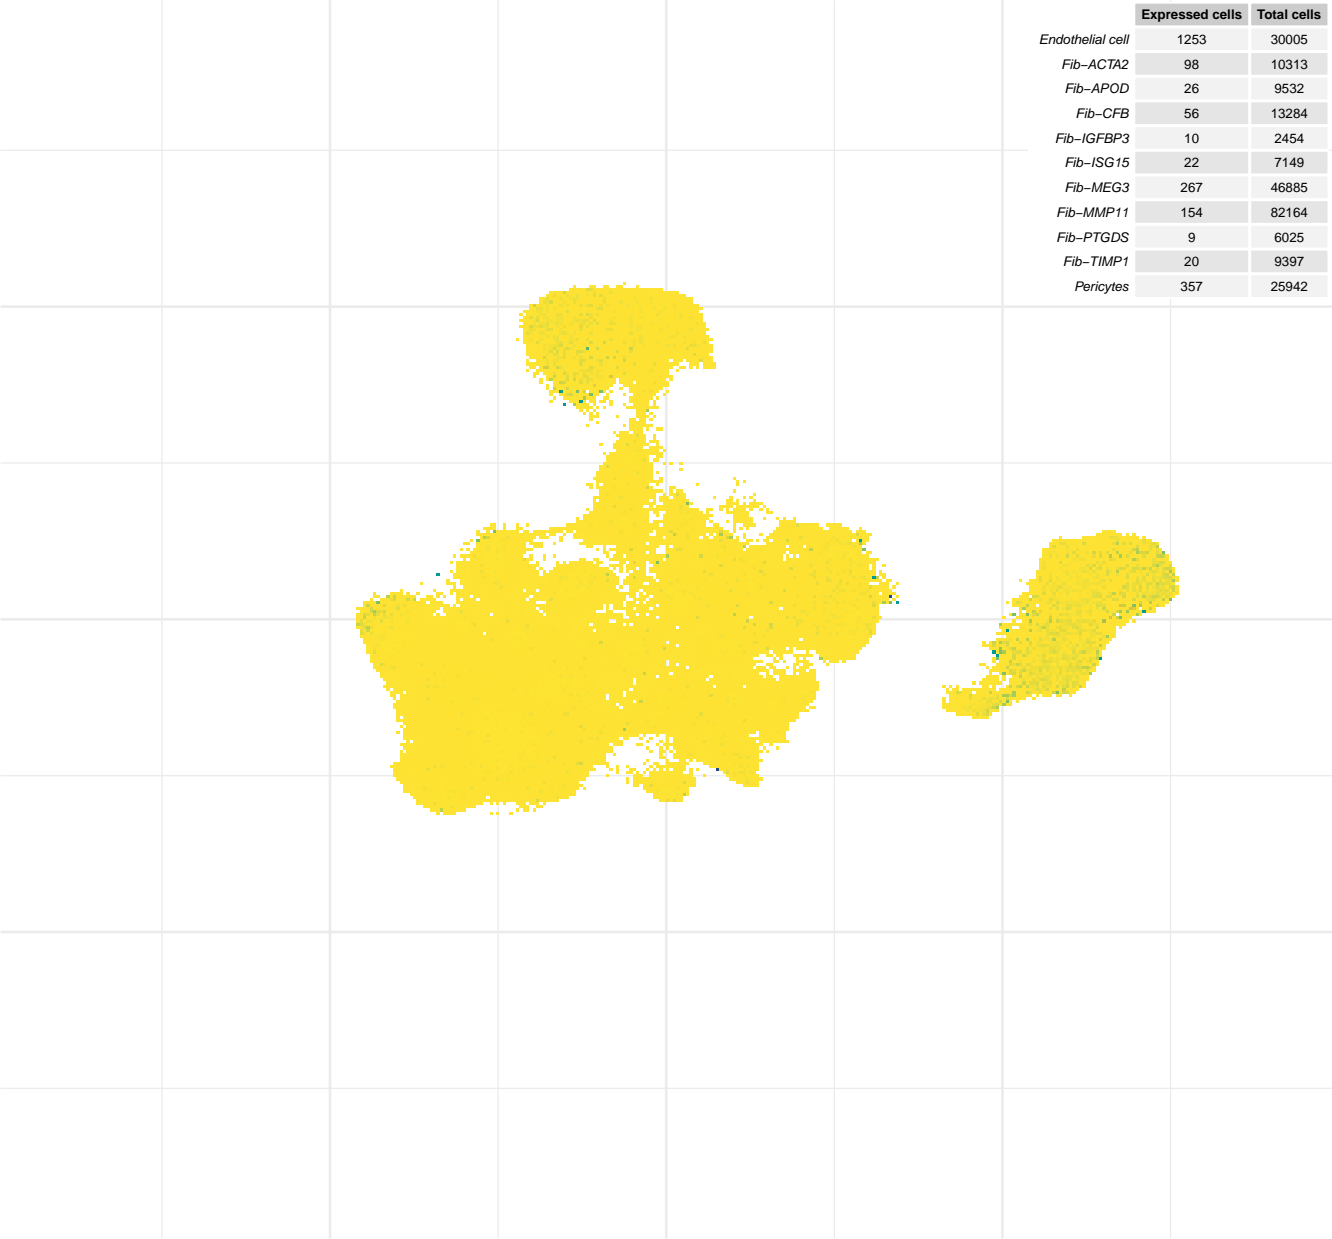 Expressed cells Total cells
Endothelial cell 1253 30005
Fib−ACTA2 98 10313
Fib−APOD 26 9532
Fib−CFB 56 13284
Fib−IGFBP3 10 2454
Fib−ISG15 22 7149
Fib−MEG3 267 46885
Fib−MMP11 154 82164
Fib−PTGDS 9 6025
Fib−TIMP1 20 9397
Pericytes 357 25942